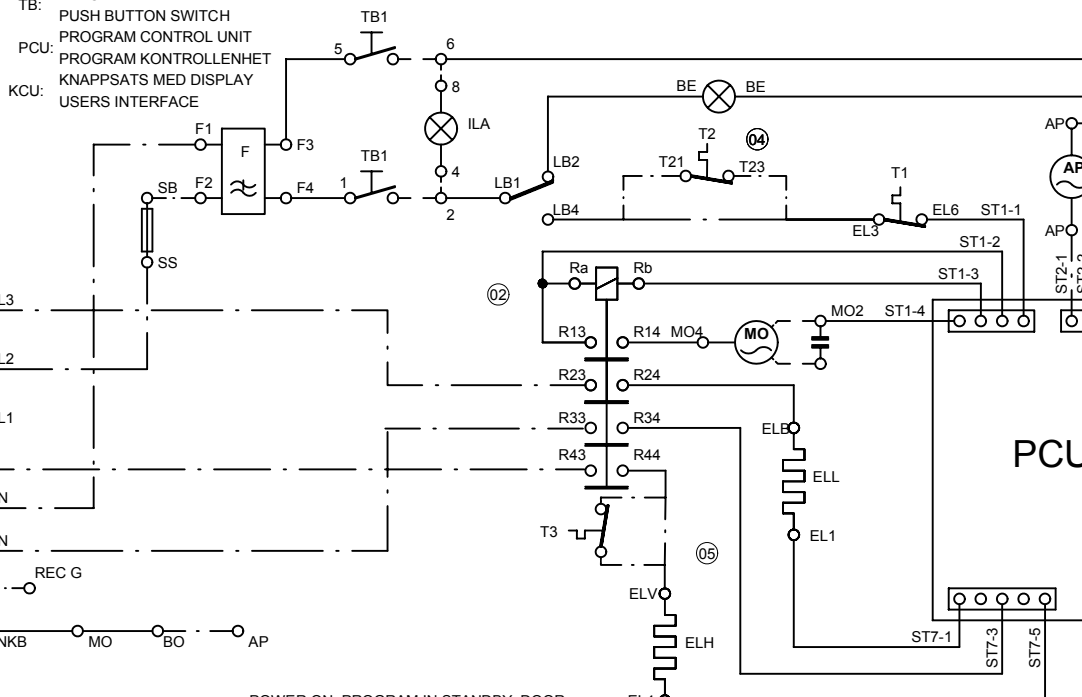 TB:
PUSH BUTTON SWITCH
PCU: PROGRAM CONTROL UNIT
PROGRAM KONTROLLENHET
KCU: KNAPPSATS MED DISPLAY
USERS INTERFACE
TB1
5
6
8
ILA
BE
BE
T2
04
T21
T23
T1
AP
AP
AP
F1
F
F3
SB
F2
F4
TB1
1
4
2
LB1
LB2
LB4
EL3
EL6
ST1-1
ST1-2
ST1-3
ST2-1
SS
02
Ra
Rb
L3
R13
R14
MO4
MO
MO2
ST1-4
L2
R23
R24
L1
R33
R34
ELB
R43
R44
ELL
PCU
N
T3
05
EL1
N
REC G
ELV
NKB
MO
BO
AP
ELH
ST7-1
ST7-3
ST7-5